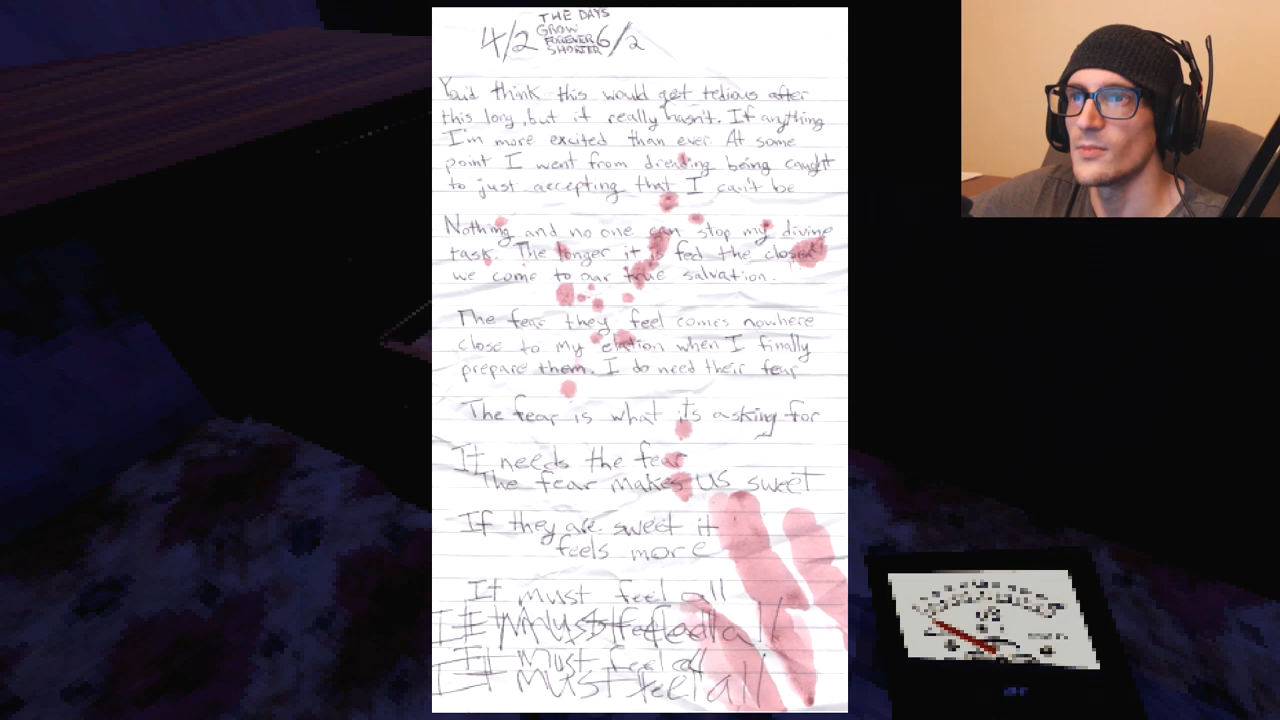 THE DAYS
GROW
FOREVER
SHORTER
4/2 6/2
You'd think this would get tedious after
this long, but it really hasn't. If anything
I'm more excited than ever. At some
point I went from dreading being caught
to just accepting that I can't be
Nothing and no one can stop my divine
task. The longer it is fed the closer
we come to our true salvation.
The fear they feel comes nowhere
close to my elation when I finally
prepare them. I do need their fear
The fear is what its asking for
It needs the fear
The fear makes US sweet
If they are sweet it
feels more
It must feel all
It must feel all
It must feel all
It must feel all